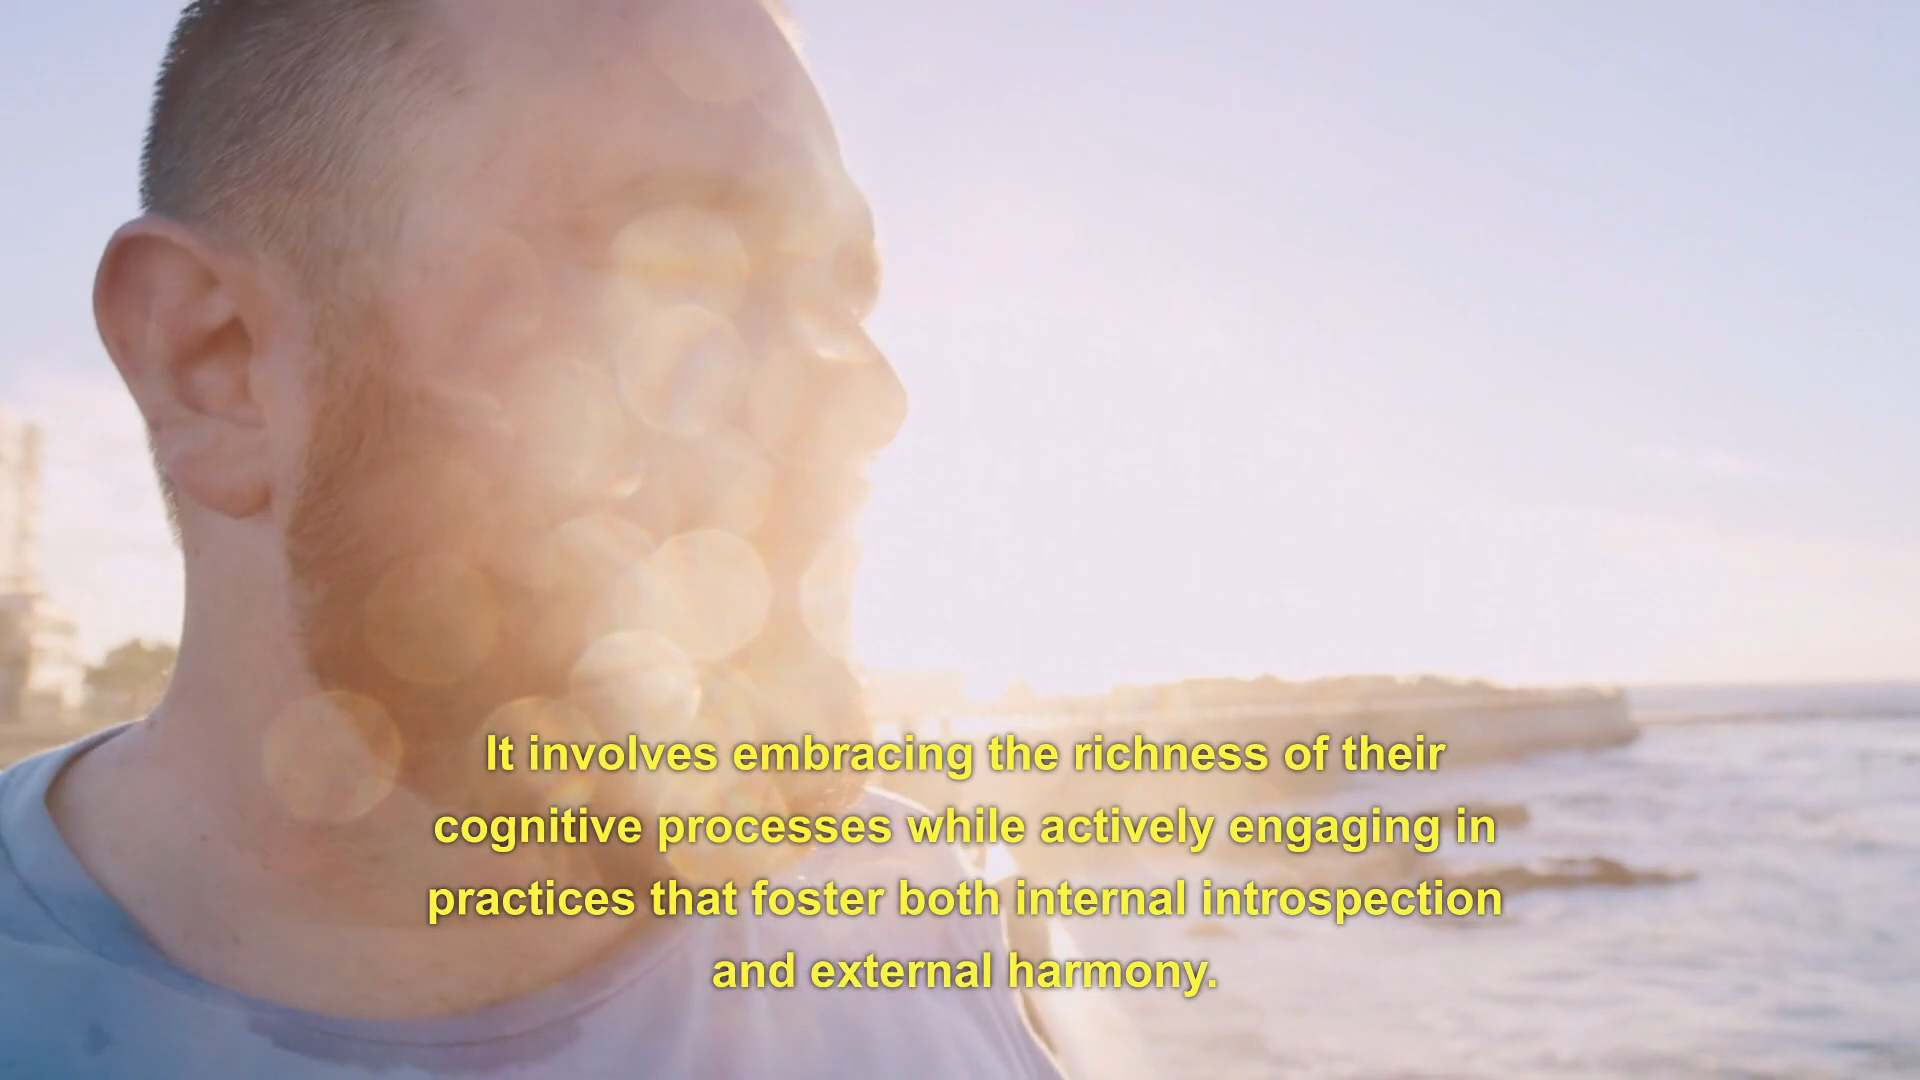 It involves embracing the richness of their
cognitive processes while actively engaging in
practices that foster both internal introspection
and external harmony.